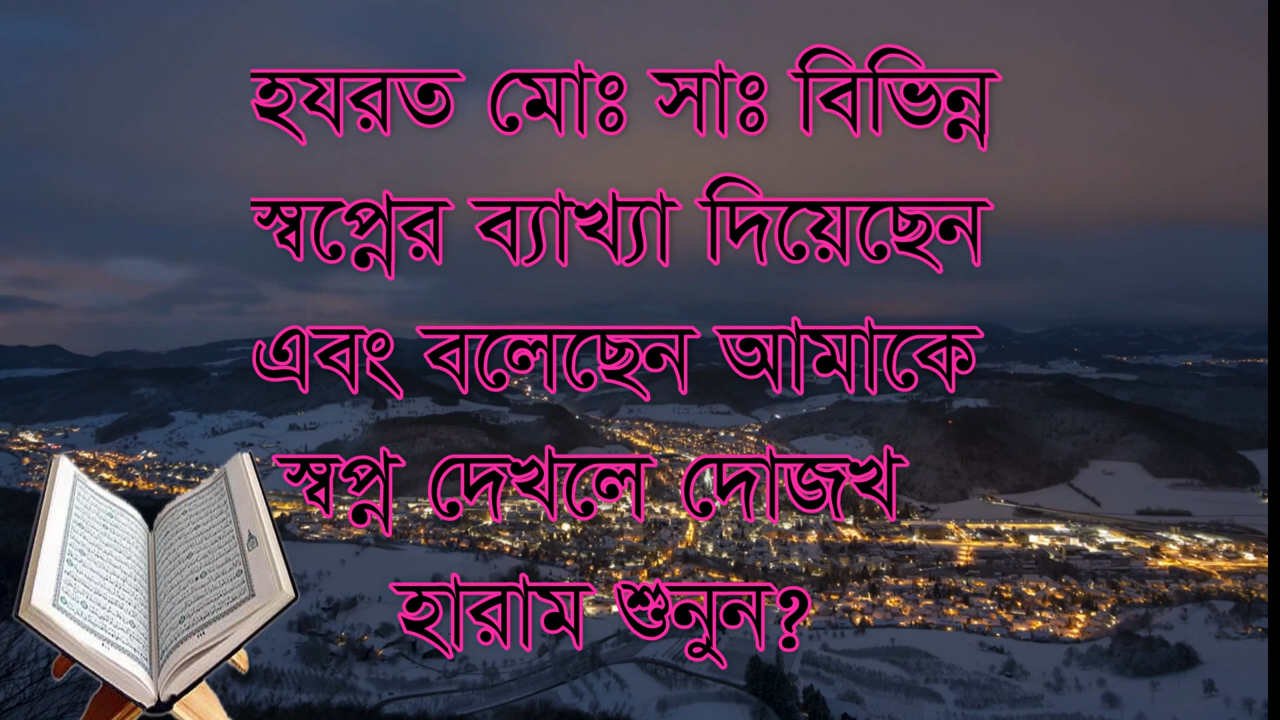 হযরত মোঃ সাঃ বিভিন্ন
স্বপ্নের ব্যাখ্যা দিয়েছেন
এবং বলেছেন আমাকে
স্বপ্ন দেখলে দোজখ
হারাম শুনুন?